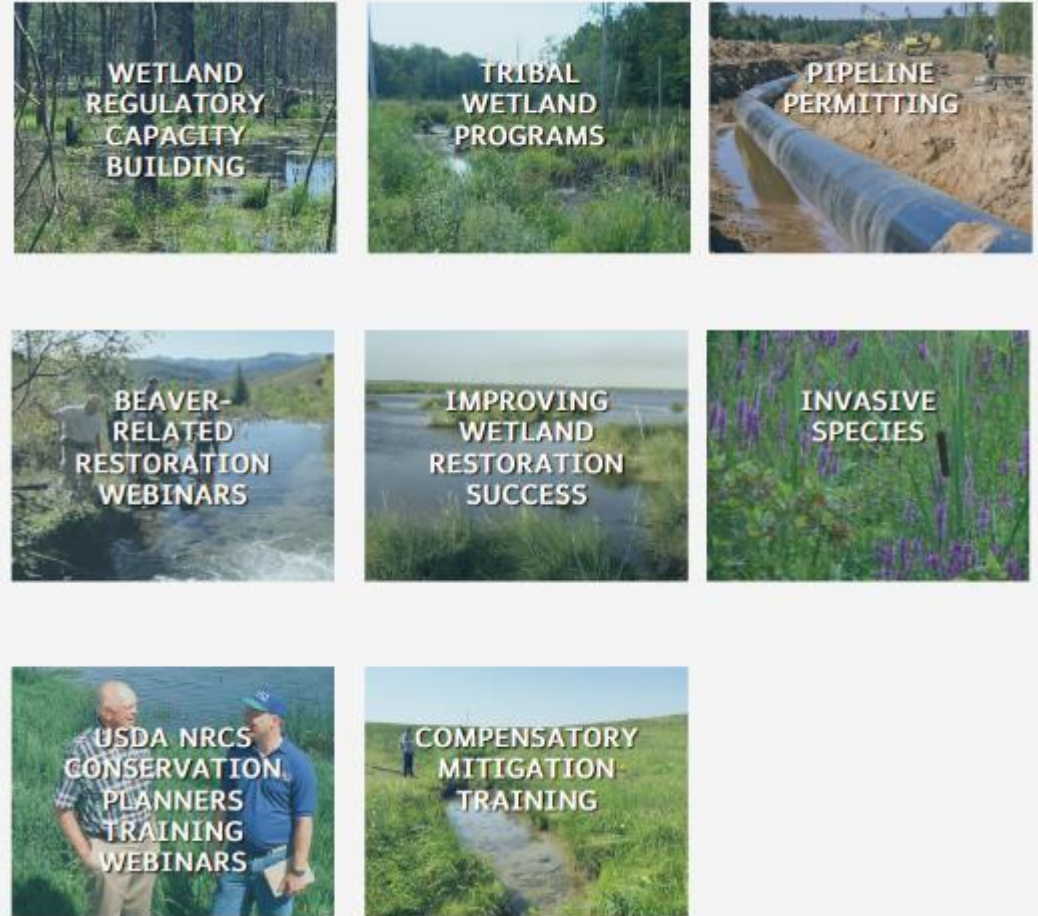 WETLAND
REGULATORY
CAPACITY
BUILDING
TRIBAL
WETLAND
PROGRAMS
PIPELINE
PERMITTING
BEAVER-
RELATED
RESTORATION
WEBINARS
IMPROVING
WETLAND
RESTORATION
SUCCESS
INVASIVE
SPECIES
USDA NRCS
CONSERVATION
PLANNERS
TRAINING
WEBINARS
COMPENSATORY
MITIGATION
TRAINING